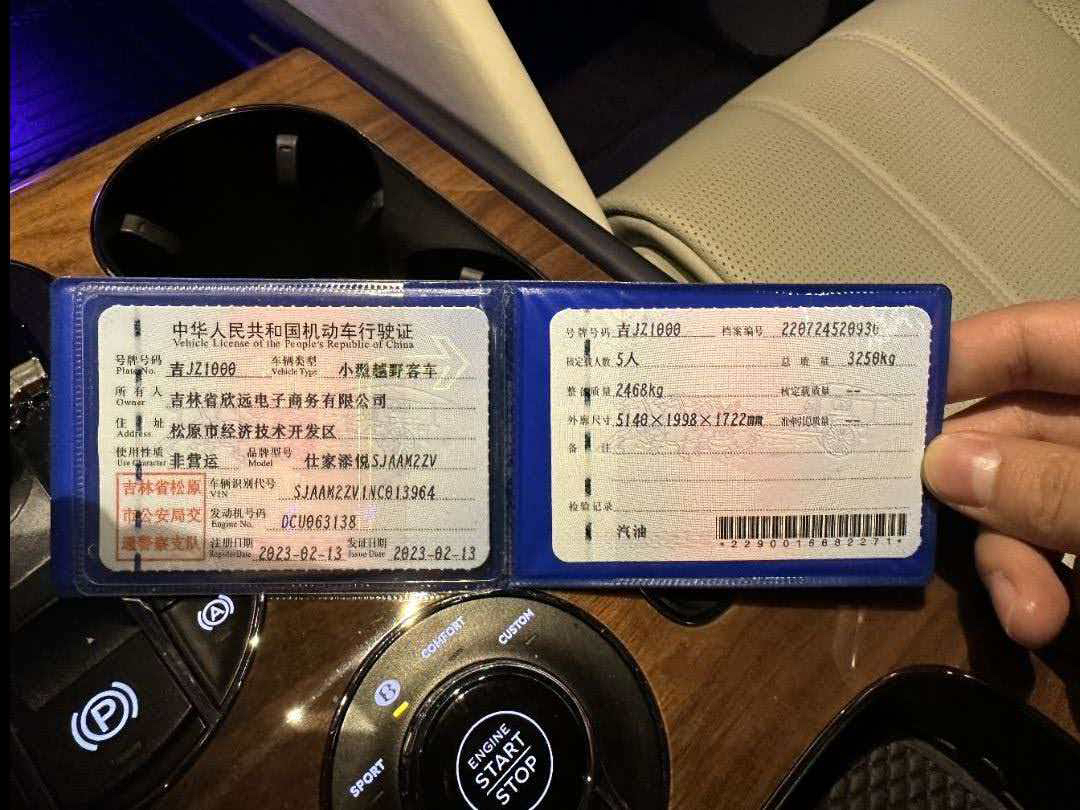 中华人民共和国机动车行驶证
Vehicle License of the People's Republic of China
号牌号码 吉JZ1000 车辆类型 小型越野客车
Plate No. Vehicle Type
所有人 吉林省欣远电子商务有限公司
Owner
住址 松原市经济技术开发区
Address
使用性质 非营运 品牌型号 仕家添悦SJAAM2ZV
Use Character Model
吉林省松原
市公安局交
通警察支队
车辆识别代号 SJAAM2ZV1NC013964
VIN
发动机号码 DCU063138
Engine No.
注册日期 2023-02-13 发证日期 2023-02-13
Register Date Issue Date
号牌号码 吉JZ1000 档案编号 220724520936
核定载人数 5人 总质量 3250kg
整备质量 2468kg 核定载质量 --
外廓尺寸 5140×1998×1722mm 准牵引总质量 --
备注
检验记录
汽油
*2290016682271*
A
P
COMFORT
CUSTOM
B
SPORT
ENGINE
START
STOP